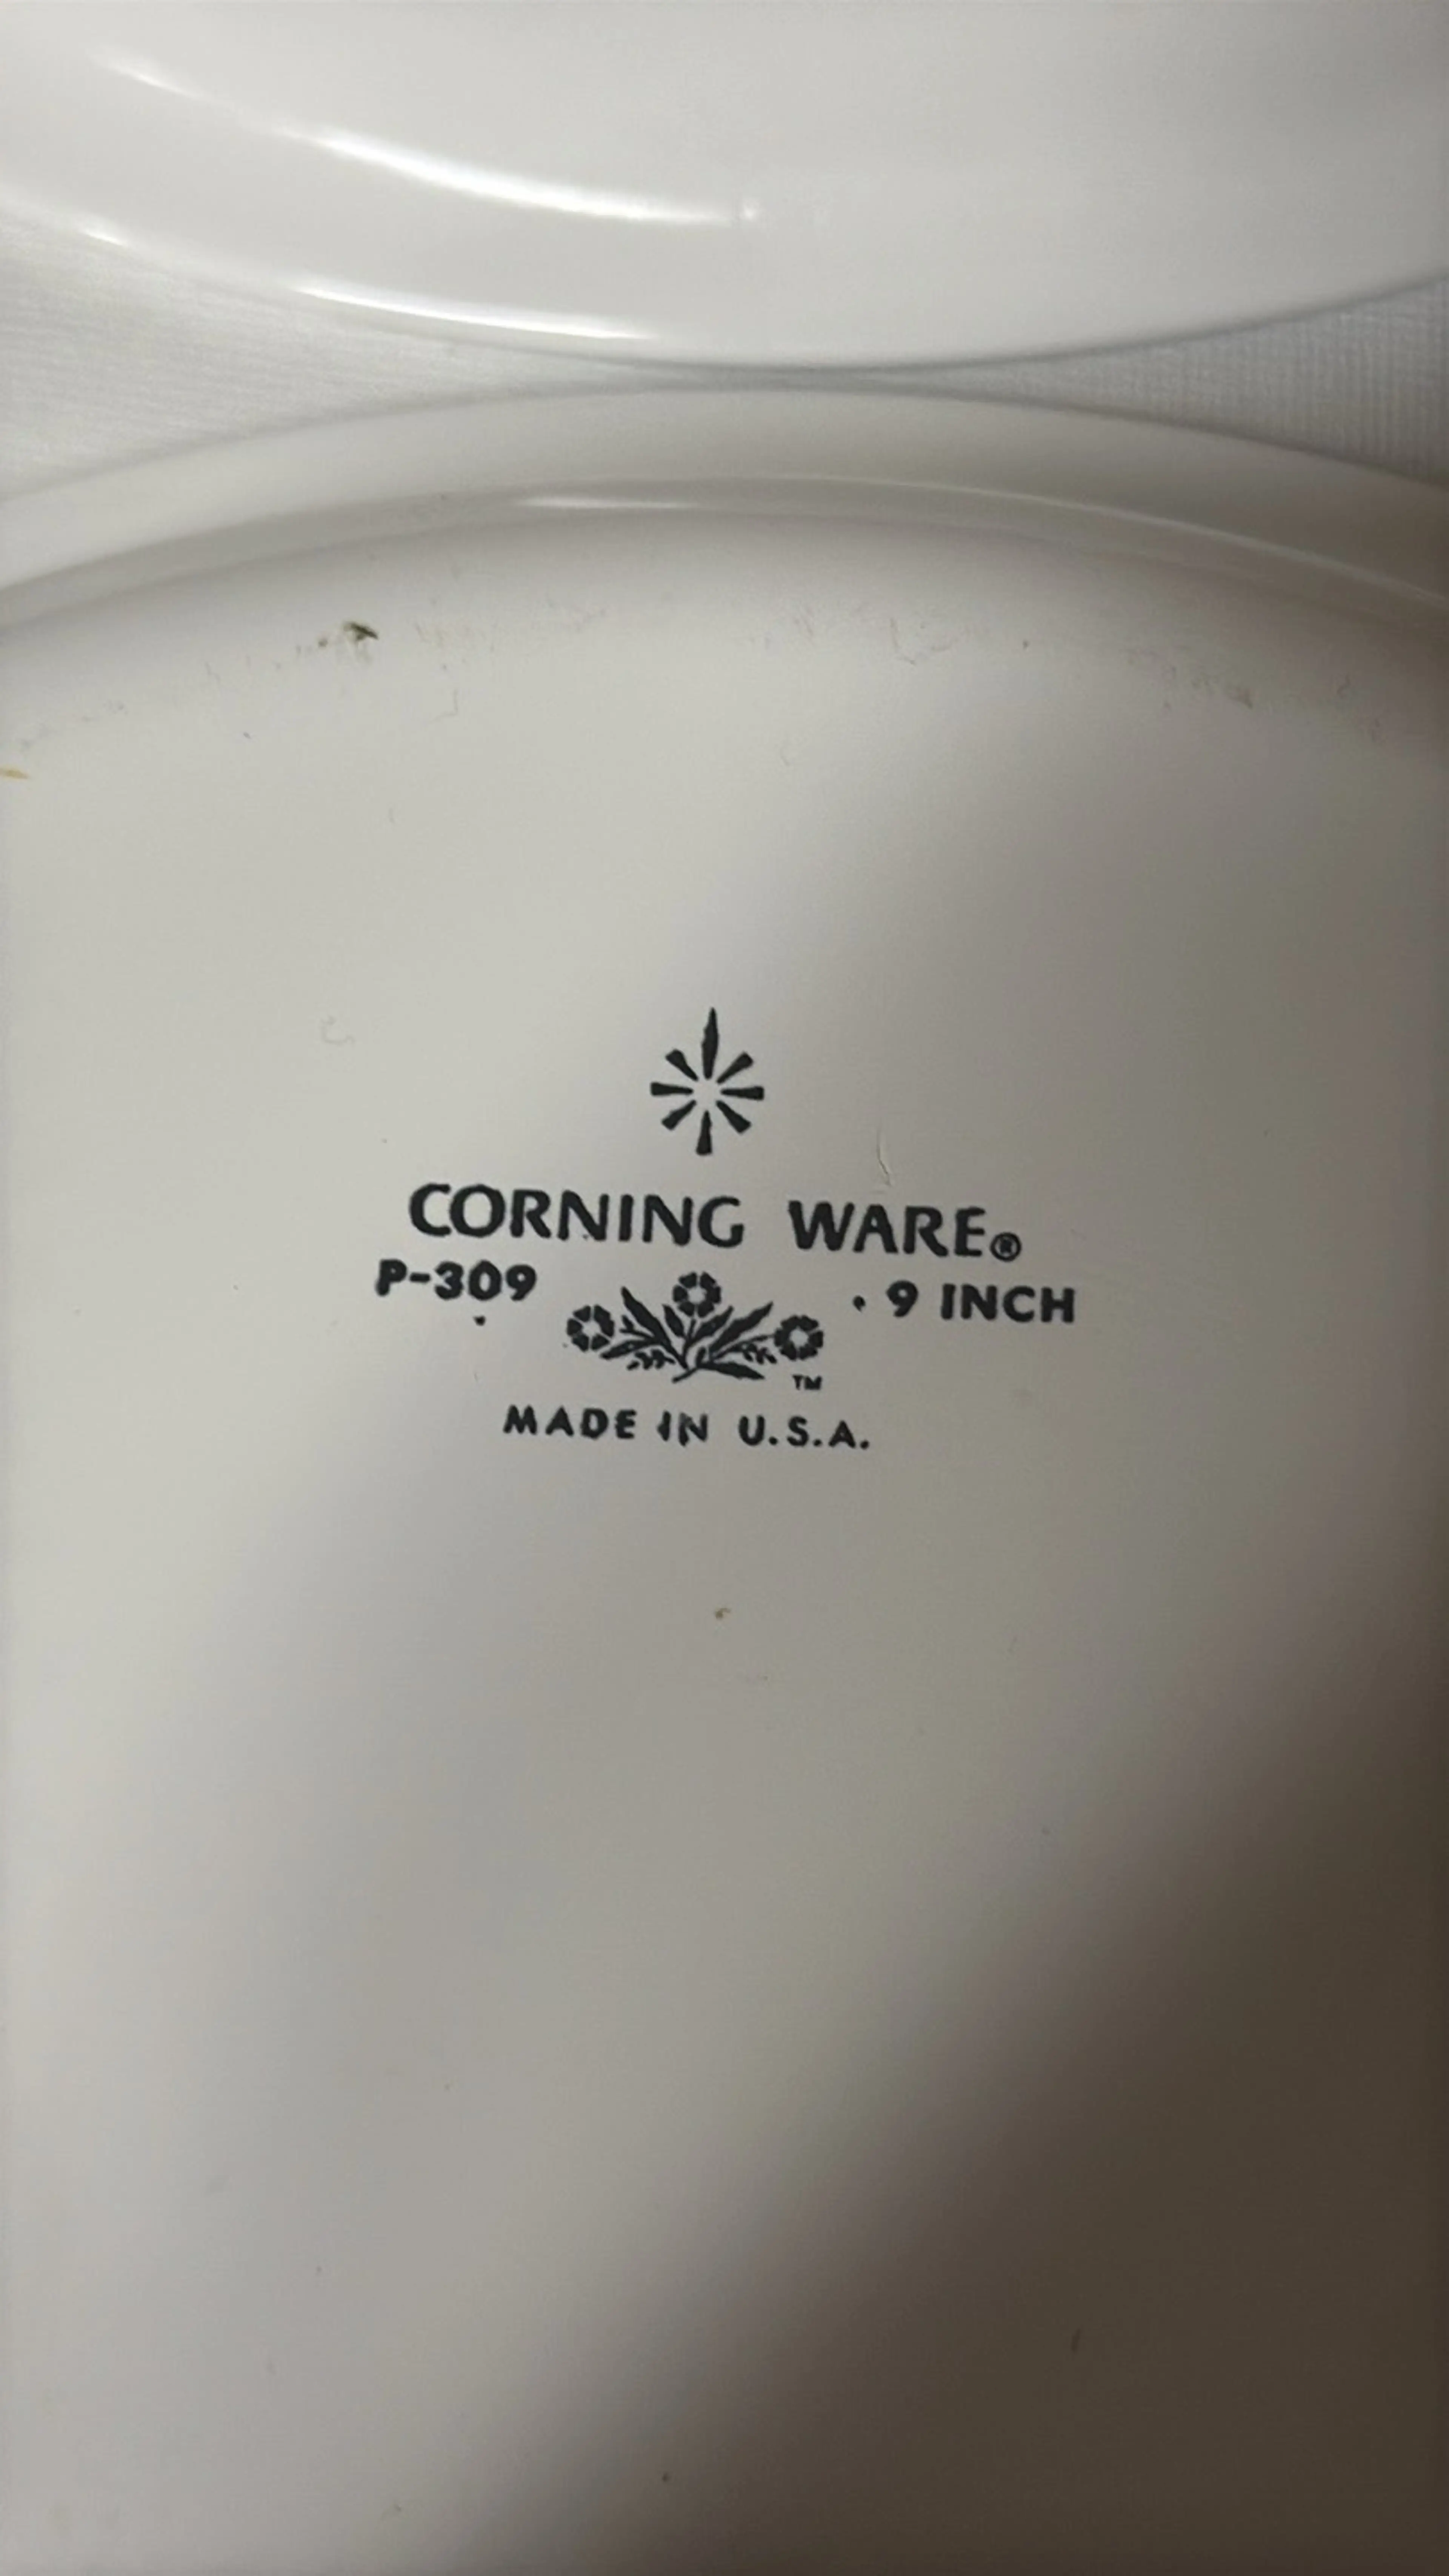 CORNING WARE®
P-309 · 9 INCH
TM
MADE IN U.S.A.